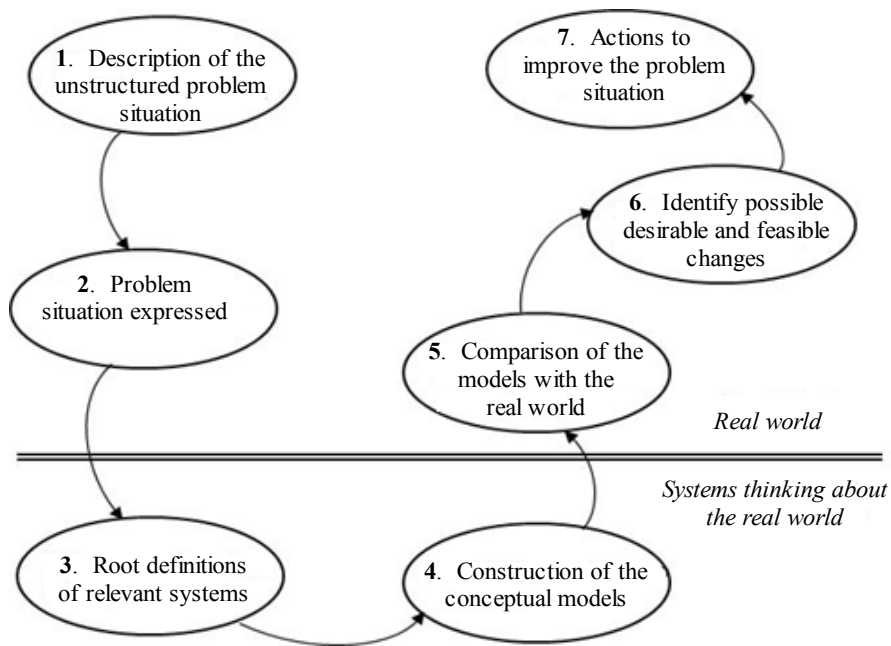 1. Description of the
unstructured problem
situation
2. Problem
situation expressed
3. Root definitions
of relevant systems
4. Construction of the
conceptual models
5. Comparison of the
models with the
real world
6. Identify possible
desirable and feasible
changes
7. Actions to
improve the problem
situation
Real world
Systems thinking about
the real world